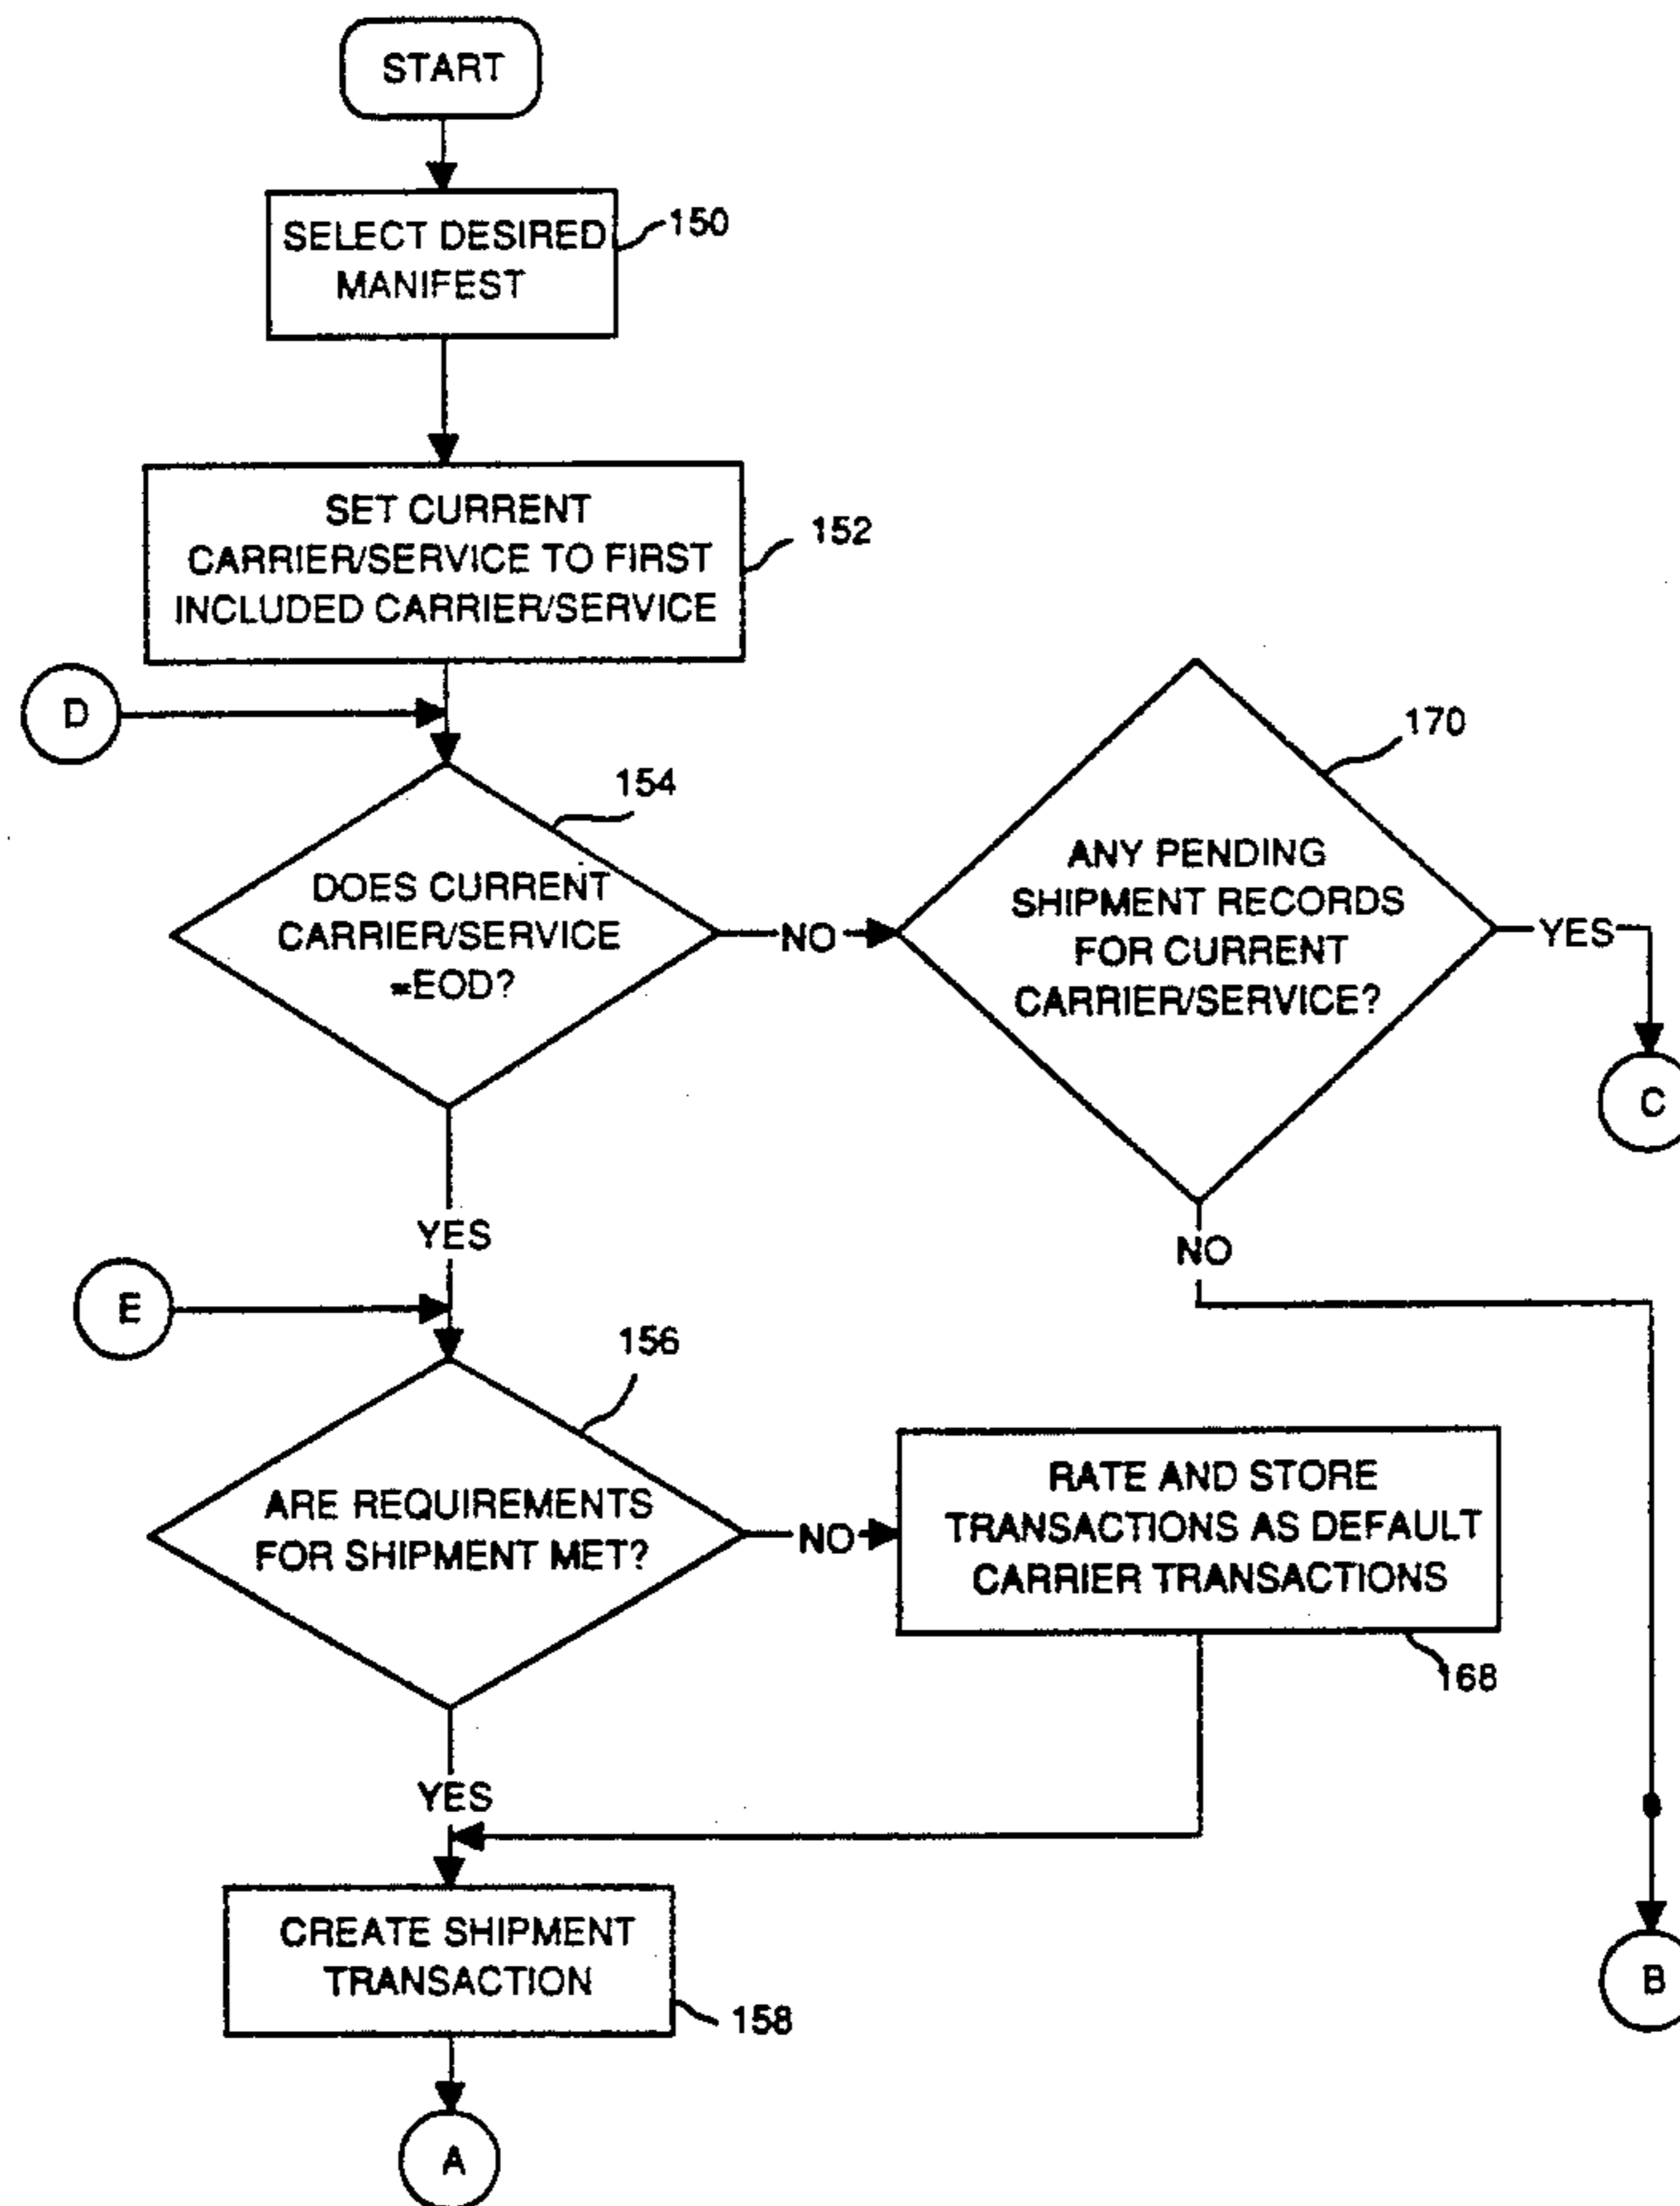 START
SELECT DESIRED
MANIFEST
150
SET CURRENT
CARRIER/SERVICE TO FIRST
INCLUDED CARRIER/SERVICE
152
D
154
DOES CURRENT
CARRIER/SERVICE
=EOD?
NO
170
ANY PENDING
SHIPMENT RECORDS
FOR CURRENT
CARRIER/SERVICE?
YES
C
YES
NO
E
156
ARE REQUIREMENTS
FOR SHIPMENT MET?
NO
RATE AND STORE
TRANSACTIONS AS DEFAULT
CARRIER TRANSACTIONS
168
YES
CREATE SHIPMENT
TRANSACTION
158
B
A